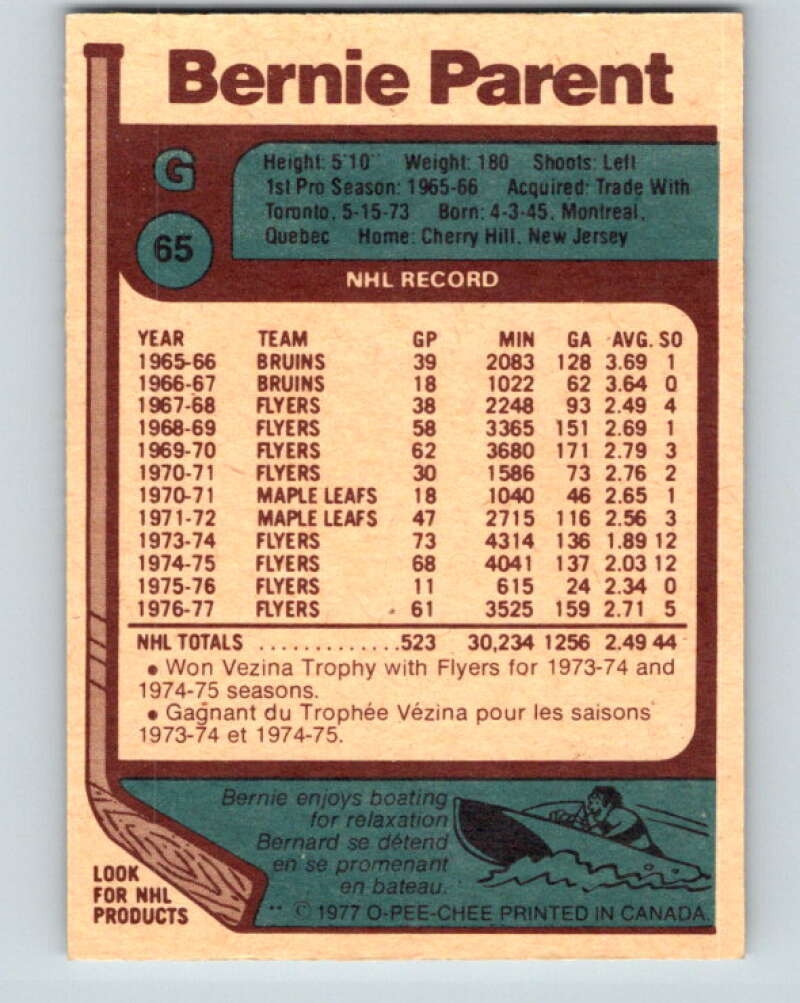 Bernie Parent
G
65
Height: 5'10" Weight: 180 Shoots: Left
1st Pro Season: 1965-66 Acquired: Trade With
Toronto, 5-15-73 Born: 4-3-45, Montreal,
Quebec Home: Cherry Hill, New Jersey
NHL RECORD
YEAR TEAM GP MIN GA AVG. SO
1965-66 BRUINS 39 2083 128 3.69 1
1966-67 BRUINS 18 1022 62 3.64 0
1967-68 FLYERS 38 2248 93 2.49 4
1968-69 FLYERS 58 3365 151 2.69 1
1969-70 FLYERS 62 3680 171 2.79 3
1970-71 FLYERS 30 1586 73 2.76 2
1970-71 MAPLE LEAFS 18 1040 46 2.65 1
1971-72 MAPLE LEAFS 47 2715 116 2.56 3
1973-74 FLYERS 73 4314 136 1.89 12
1974-75 FLYERS 68 4041 137 2.03 12
1975-76 FLYERS 11 615 24 2.34 0
1976-77 FLYERS 61 3525 159 2.71 5
NHL TOTALS .............523 30,234 1256 2.49 44
• Won Vezina Trophy with Flyers for 1973-74 and
1974-75 seasons.
• Gagnant du Trophée Vézina pour les saisons
1973-74 et 1974-75.
Bernie enjoys boating
for relaxation
Bernard se détend
en se promenant
en bateau.
LOOK
FOR NHL
PRODUCTS
** © 1977 O-PEE-CHEE PRINTED IN CANADA.